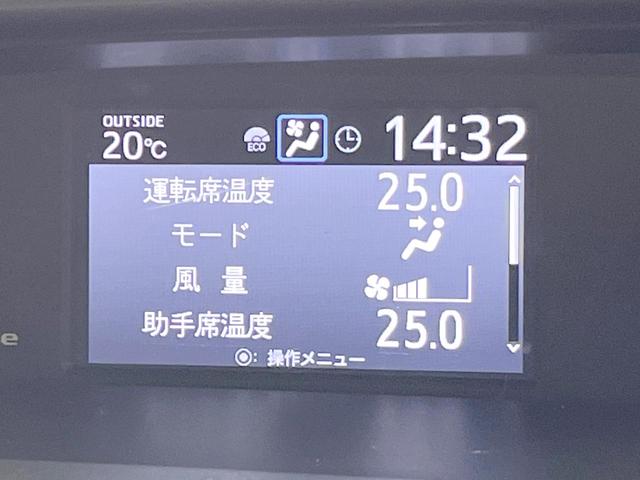 OUTSIDE
20℃ ECO 14:32
運転席温度 25.0
モード
風量
助手席温度 25.0
◉: 操作メニュー
e